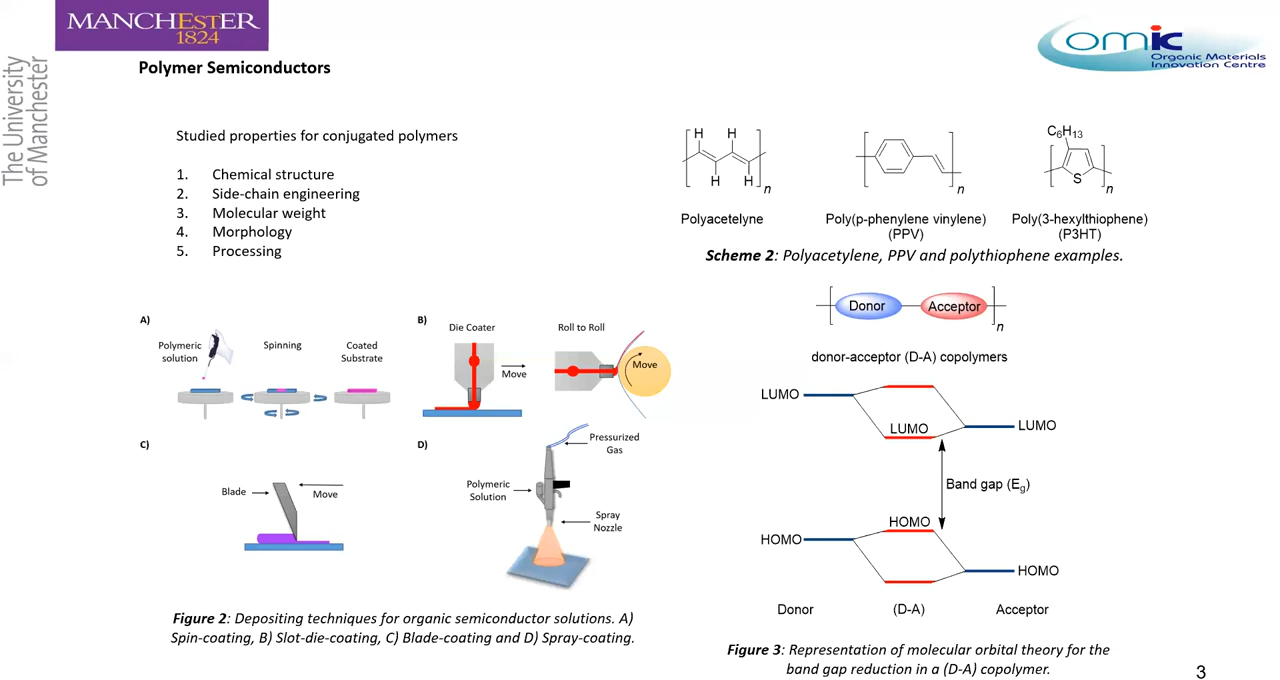 MANCHESTER
1824
The University
of Manchester
omic
Organic Materials
Innovation Centre
Polymer Semiconductors
Studied properties for conjugated polymers
1. Chemical structure
2. Side-chain engineering
3. Molecular weight
4. Morphology
5. Processing
H H
H H
n
Polyacetelyne
n
Poly(p-phenylene vinylene)
(PPV)
C6H13
S
n
Poly(3-hexylthiophene)
(P3HT)
Scheme 2: Polyacetylene, PPV and polythiophene examples.
A)
Polymeric
solution
Spinning
Coated
Substrate
B)
Die Coater
Move
Roll to Roll
Move
C)
Blade
Move
D)
Pressurized
Gas
Polymeric
Solution
Spray
Nozzle
Figure 2: Depositing techniques for organic semiconductor solutions. A)
Spin-coating, B) Slot-die-coating, C) Blade-coating and D) Spray-coating.
Donor Acceptor
n
donor-acceptor (D-A) copolymers
LUMO
LUMO
LUMO
Band gap (Eg)
HOMO
HOMO
HOMO
Donor (D-A) Acceptor
Figure 3: Representation of molecular orbital theory for the
band gap reduction in a (D-A) copolymer.
3